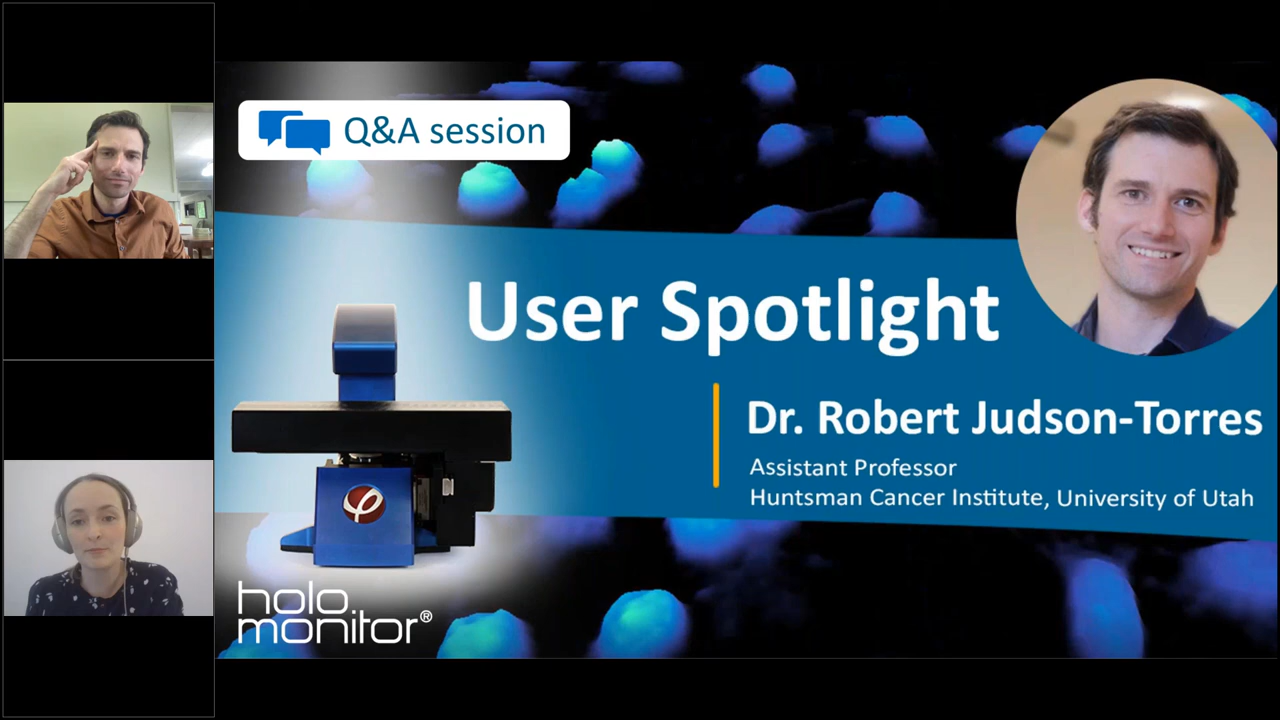 Q&A session
User Spotlight
Dr. Robert Judson-Torres
Assistant Professor
Huntsman Cancer Institute, University of Utah
holo
monitor®